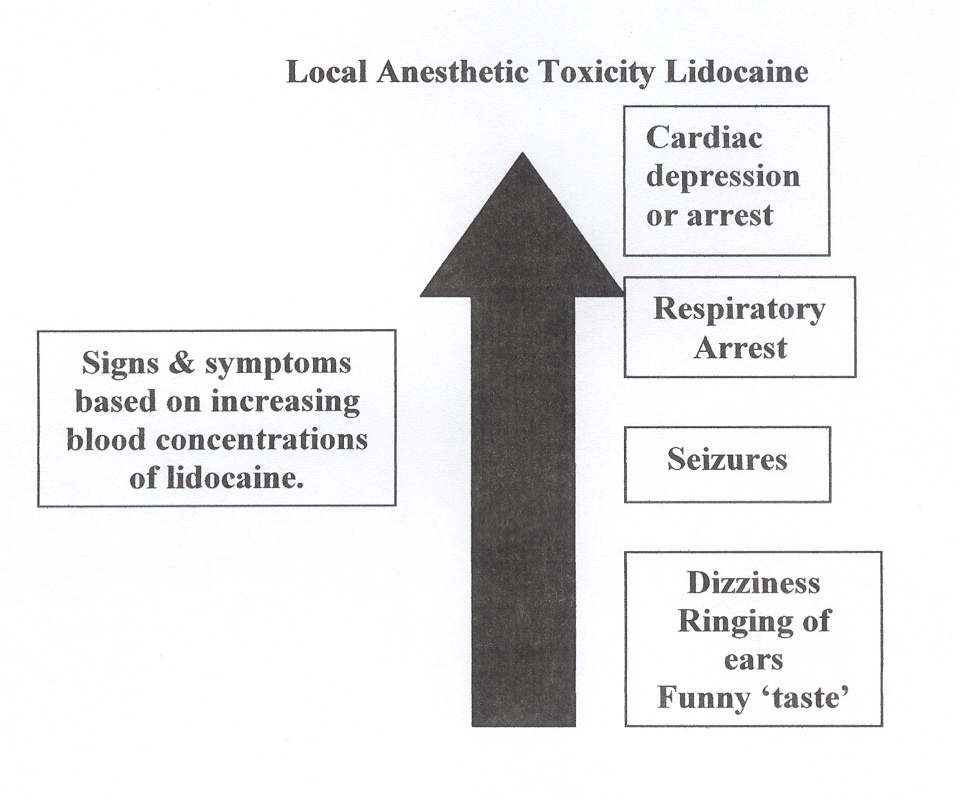 Local Anesthetic Toxicity Lidocaine
Cardiac
depression
or arrest
Respiratory
Arrest
Signs & symptoms
based on increasing
blood concentrations
of lidocaine.
Seizures
Dizziness
Ringing of
ears
Funny ‘taste’